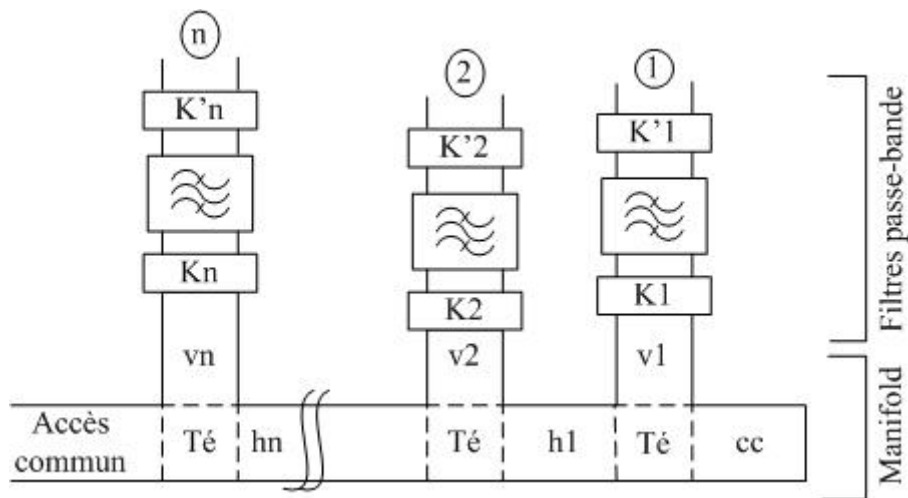 n
2
1
K'n
K'2
K'1
Kn
K2
K1
vn
v2
v1
Accès
commun
Té
hn
Té
h1
Té
cc
Filtres passe-bande
Manifold